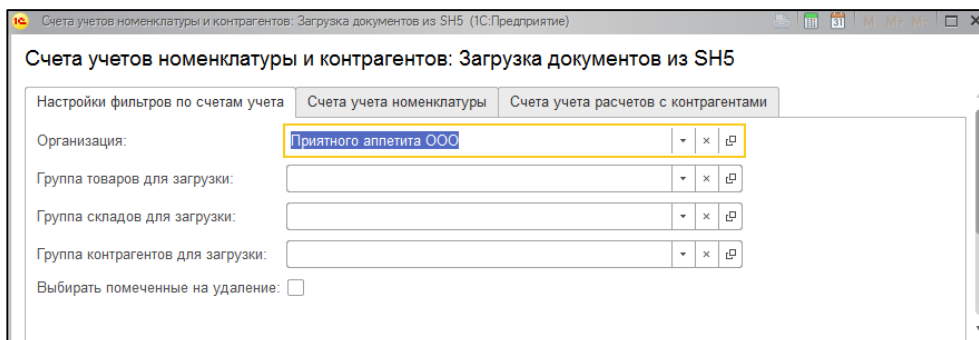 Счета учетов номенклатуры и контрагентов: Загрузка документов из SH5 (1С:Предприятие) M M+ M-
Счета учетов номенклатуры и контрагентов: Загрузка документов из SH5
Настройки фильтров по счетам учета Счета учета номенклатуры Счета учета расчетов с контрагентами
Организация: Приятного аппетита ООО
Группа товаров для загрузки:
Группа складов для загрузки:
Группа контрагентов для загрузки:
Выбирать помеченные на удаление: